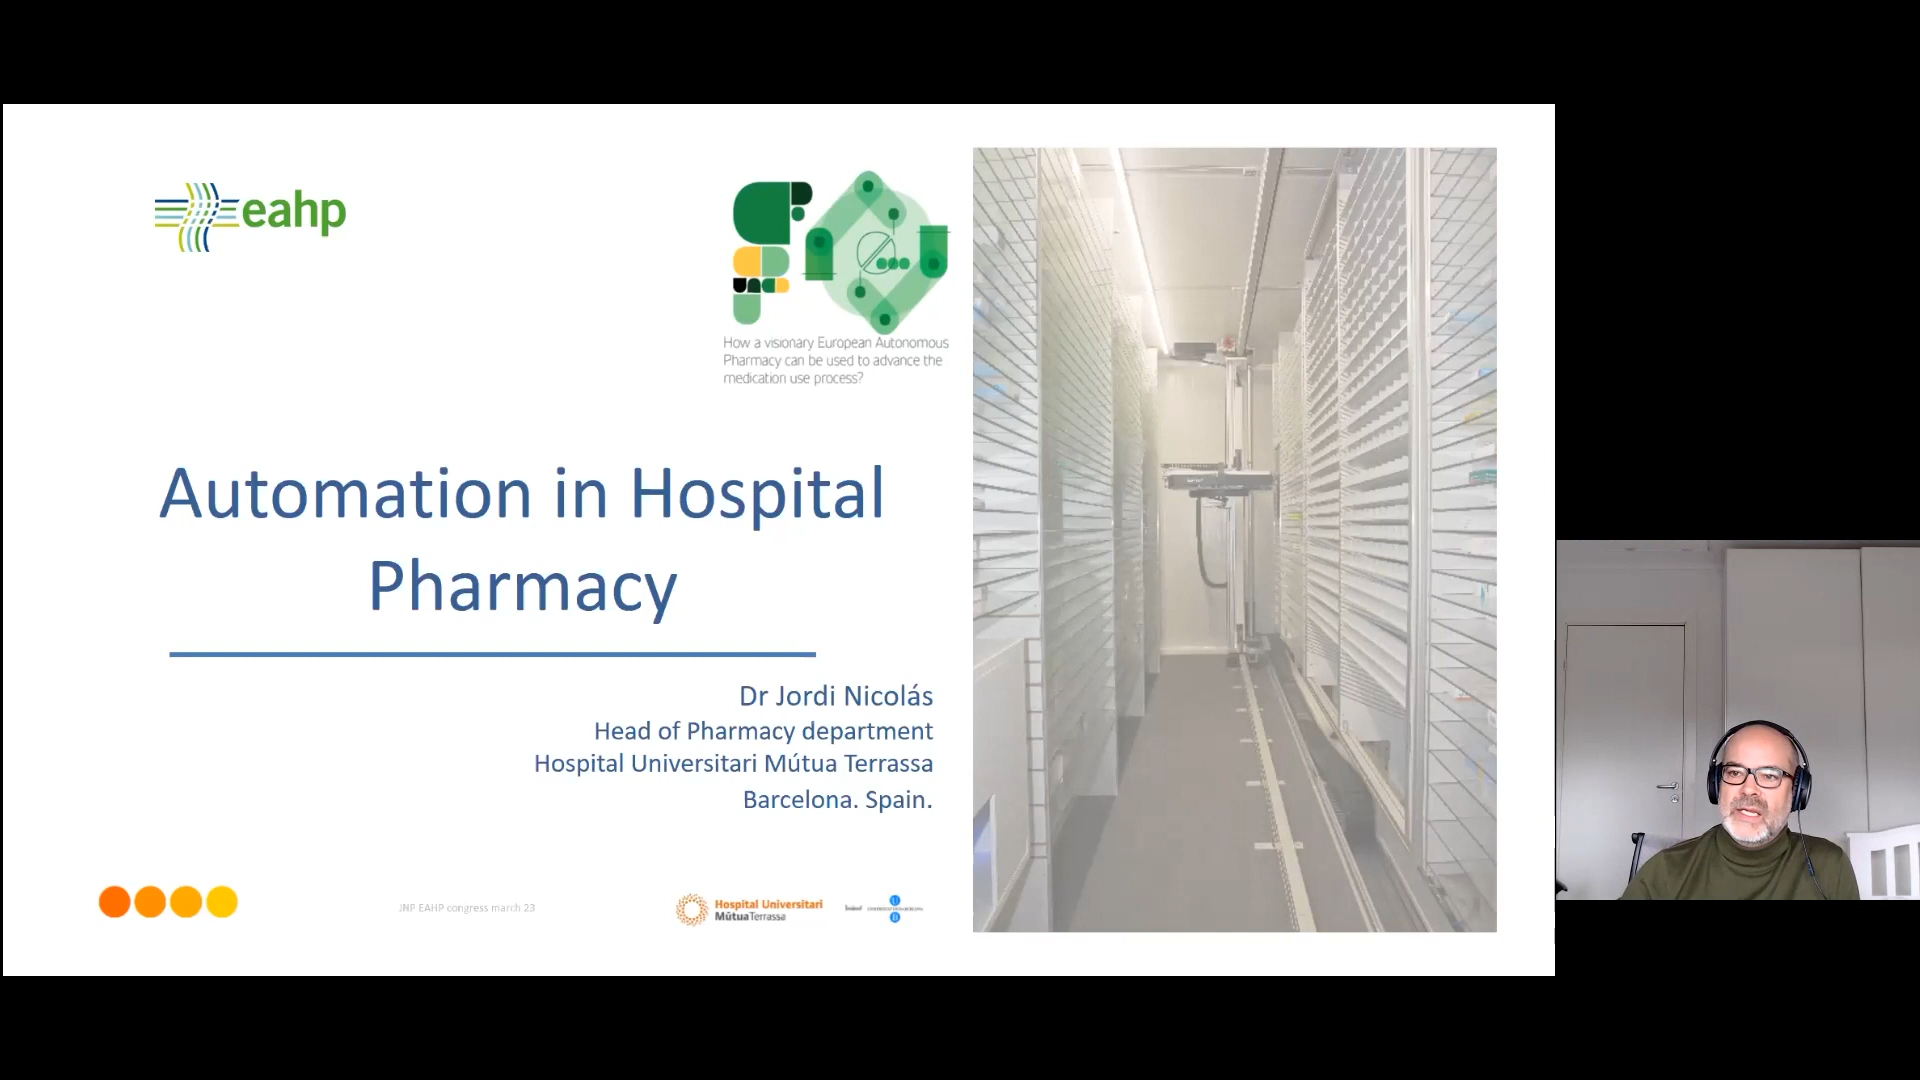 eahp
How a visionary European Autonomous
Pharmacy can be used to advance the
medication use process?
Automation in Hospital
Pharmacy
Dr Jordi Nicolás
Head of Pharmacy department
Hospital Universitari Mútua Terrassa
Barcelona. Spain.
JNP EAHP congress march 23
Hospital Universitari
MútuaTerrassa
U
B